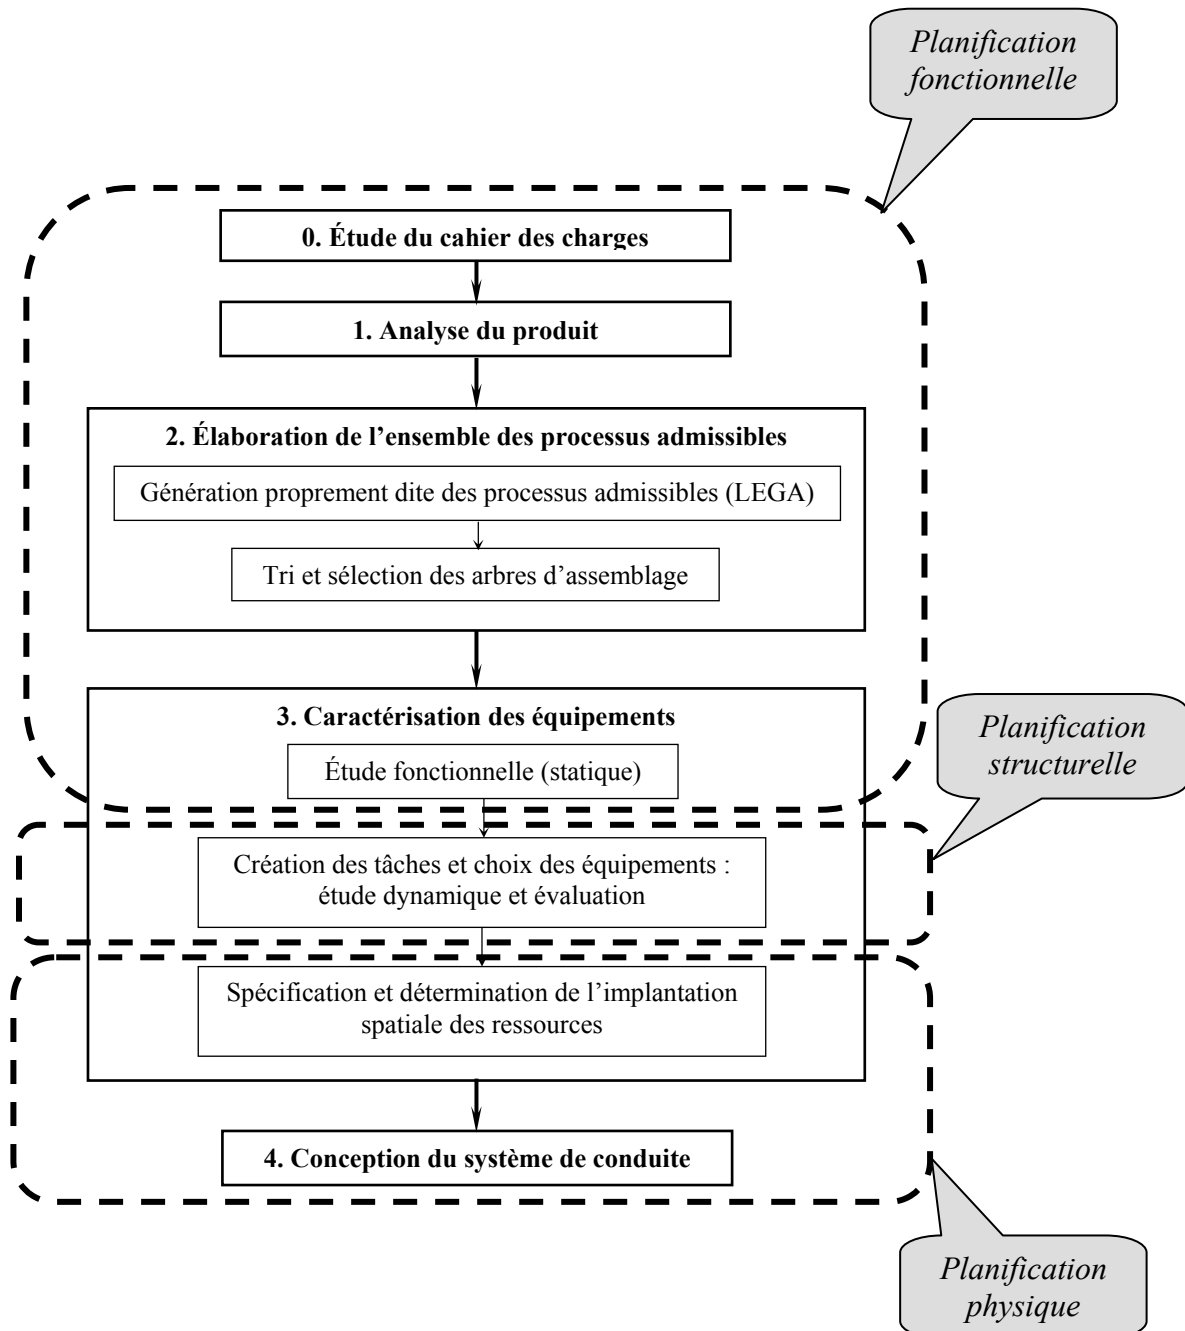 Planification
fonctionnelle
0. Étude du cahier des charges
1. Analyse du produit
2. Élaboration de l’ensemble des processus admissibles
Génération proprement dite des processus admissibles (LEGA)
Tri et sélection des arbres d’assemblage
3. Caractérisation des équipements
Étude fonctionnelle (statique)
Planification
structurelle
Création des tâches et choix des équipements :
étude dynamique et évaluation
Spécification et détermination de l’implantation
spatiale des ressources
4. Conception du système de conduite
Planification
physique